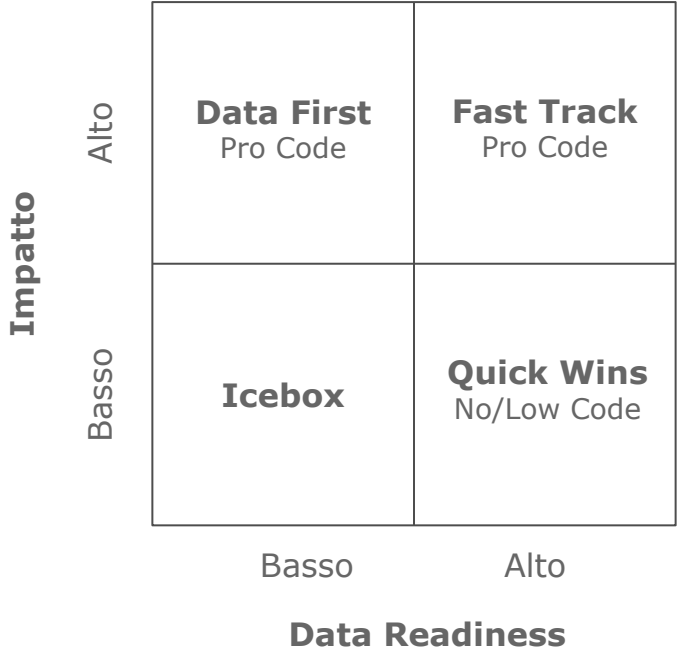 Impatto
Alto
Data First
Pro Code
Fast Track
Pro Code
Basso
Icebox
Quick Wins
No/Low Code
Basso
Alto
Data Readiness